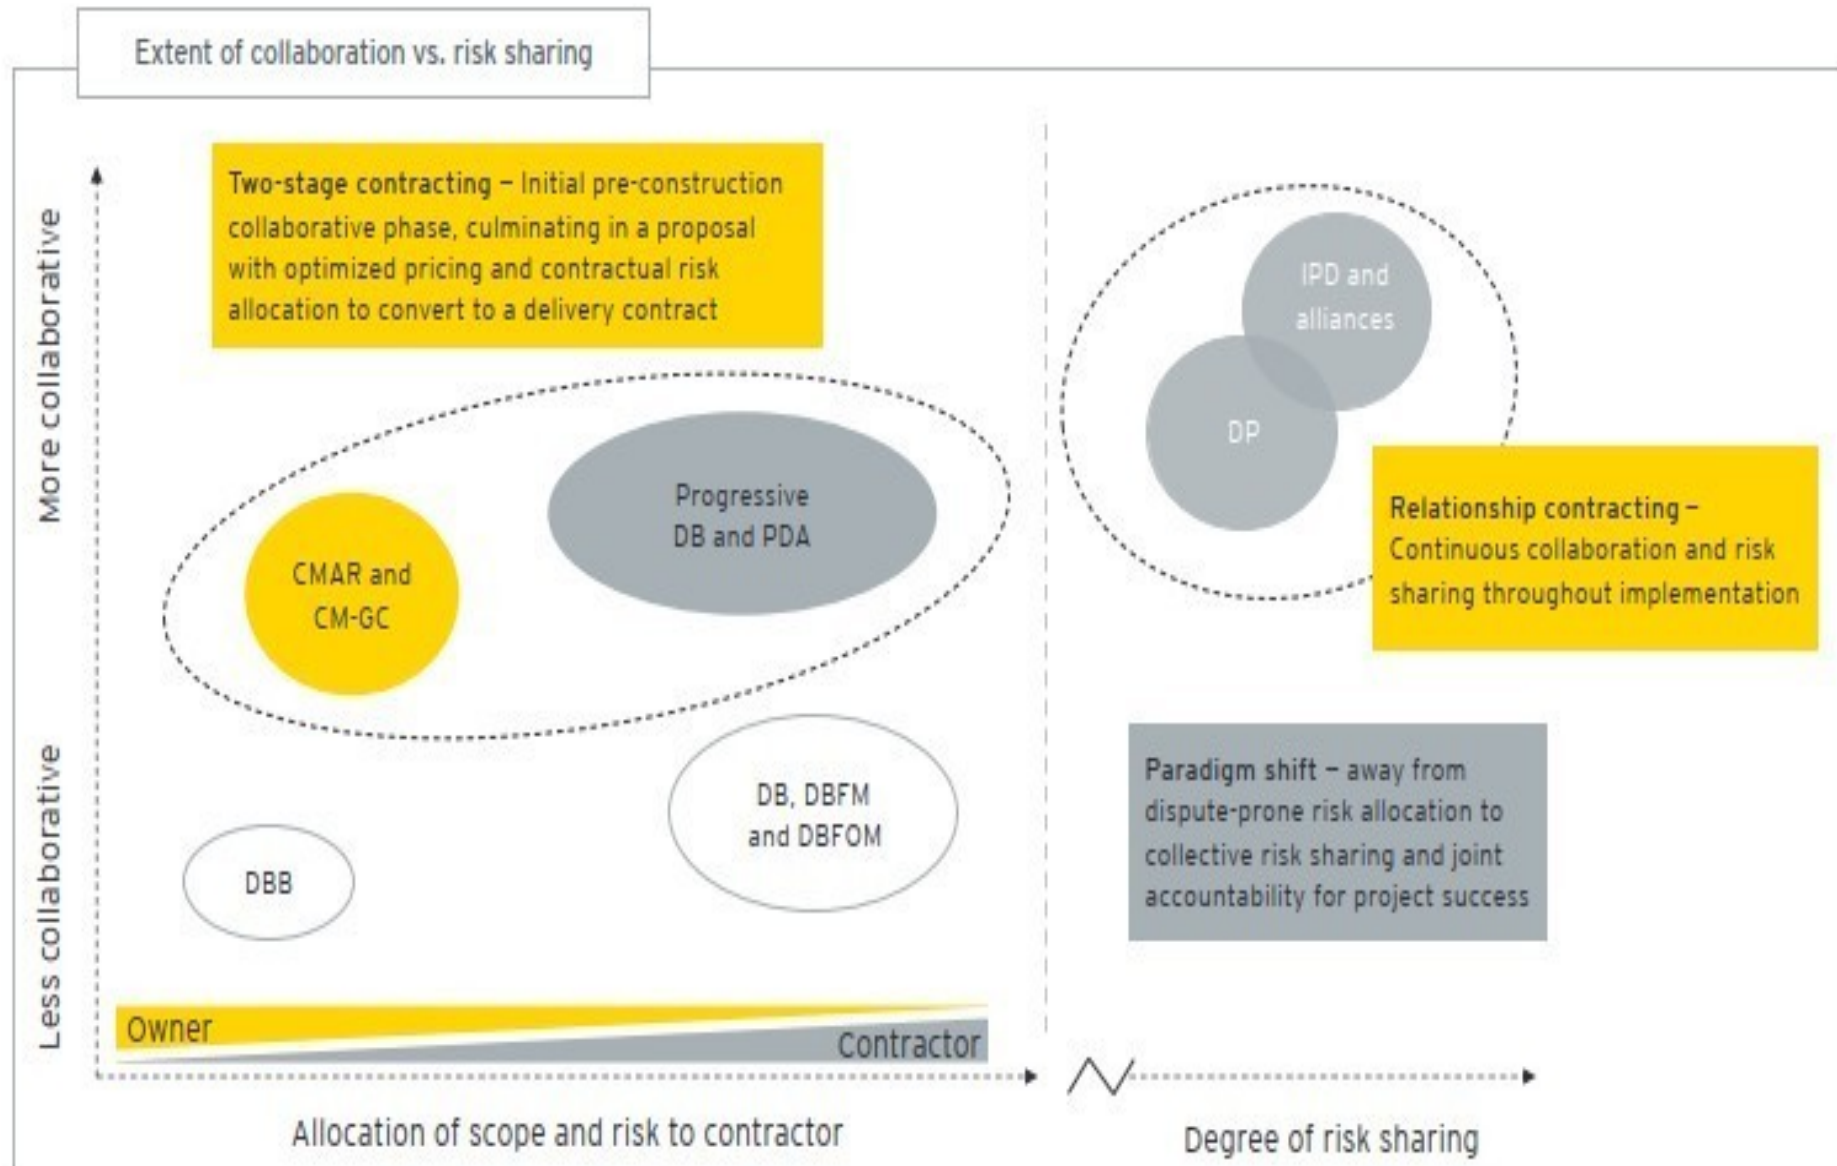 Extent of collaboration vs. risk sharing
More collaborative
Less collaborative
Two-stage contracting – Initial pre-construction
collaborative phase, culminating in a proposal
with optimized pricing and contractual risk
allocation to convert to a delivery contract
CMAR and
CM-GC
Progressive
DB and PDA
DBB
DB, DBFM
and DBFOM
Owner
Contractor
Allocation of scope and risk to contractor
IPD and
alliances
DP
Relationship contracting –
Continuous collaboration and risk
sharing throughout implementation
Paradigm shift – away from
dispute-prone risk allocation to
collective risk sharing and joint
accountability for project success
Degree of risk sharing